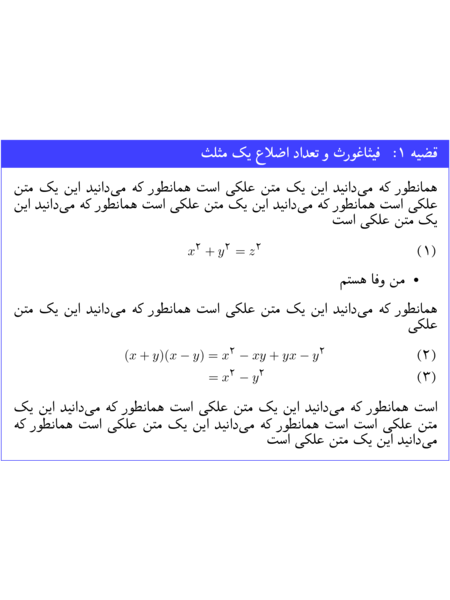 قضیه ۱: فیثاغورث و تعداد اضلاع یک مثلث
همانطور که می‌دانید این یک متن علکی است همانطور که می‌دانید این یک متن
علکی است همانطور که می‌دانید این یک متن علکی است همانطور که می‌دانید این
یک متن علکی است
(۱) x^۲ + y^۲ = z^۲
• من وفا هستم
همانطور که می‌دانید این یک متن علکی است همانطور که می‌دانید این یک متن
علکی
(۲) (x + y)(x − y) = x^۲ − xy + yx − y^۲
(۳) = x^۲ − y^۲
است همانطور که می‌دانید این یک متن علکی است همانطور که می‌دانید این یک
متن علکی است است همانطور که می‌دانید این یک متن علکی است همانطور که
می‌دانید این یک متن علکی است